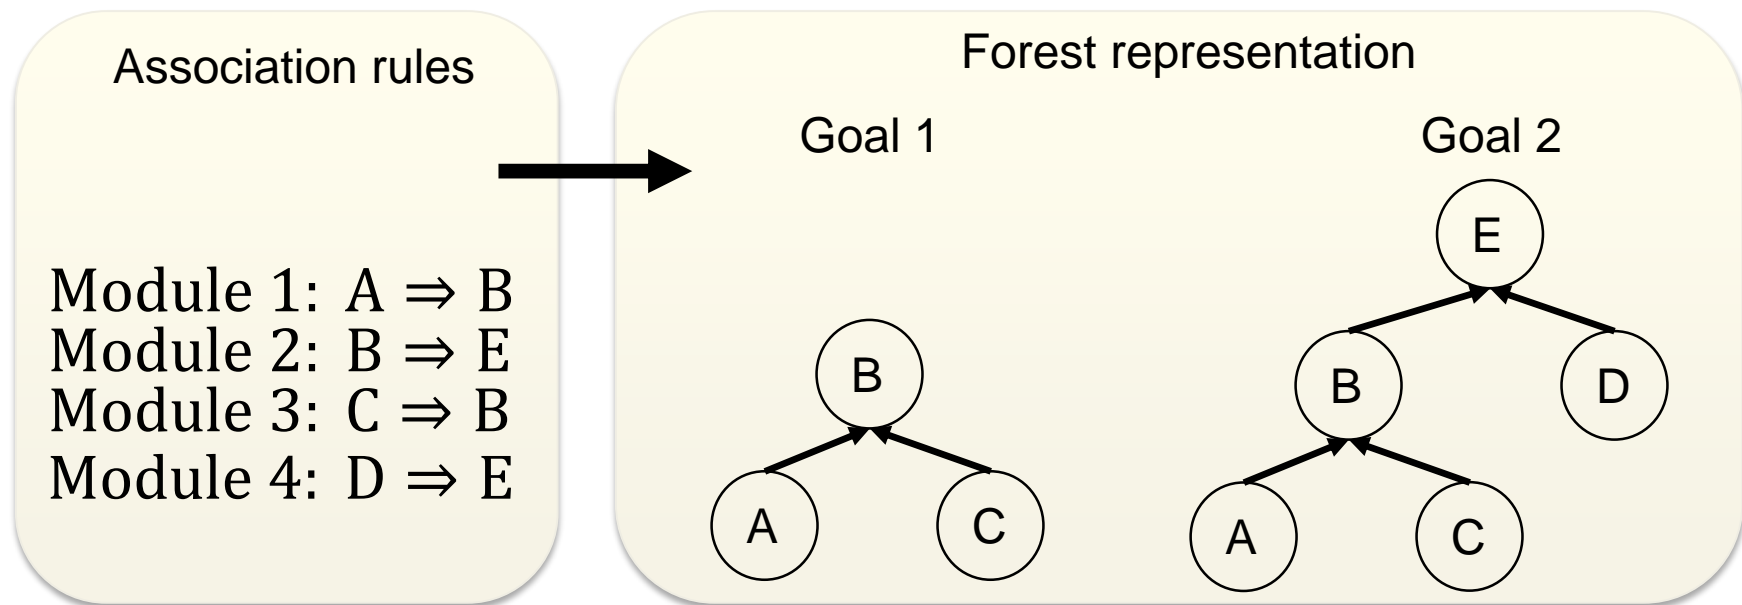 Association rules
Module 1: A ⇒ B
Module 2: B ⇒ E
Module 3: C ⇒ B
Module 4: D ⇒ E
Forest representation
Goal 1
B
A
C
Goal 2
E
B
D
A
C